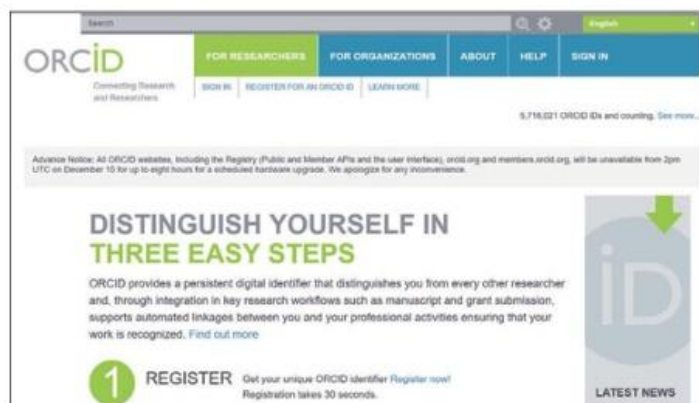 Search
English
ORCID
Connecting Research
and Researchers
FOR RESEARCHERS FOR ORGANIZATIONS ABOUT HELP SIGN IN
SIGN IN REGISTER FOR AN ORCID ID LEARN MORE
5,716,021 ORCID IDs and counting. See more...
Advance Notice: All ORCID websites, including the Registry (Public and Member APIs and the user interface), orcid.org and members.orcid.org, will be unavailable from 2pm
UTC on December 15 for up to eight hours for a scheduled hardware upgrade. We apologize for any inconvenience.
DISTINGUISH YOURSELF IN
THREE EASY STEPS
ORCID provides a persistent digital identifier that distinguishes you from every other researcher
and, through integration in key research workflows such as manuscript and grant submission,
supports automated linkages between you and your professional activities ensuring that your
work is recognized. Find out more
iD
1 REGISTER Get your unique ORCID identifier Register now!
Registration takes 30 seconds.
LATEST NEWS